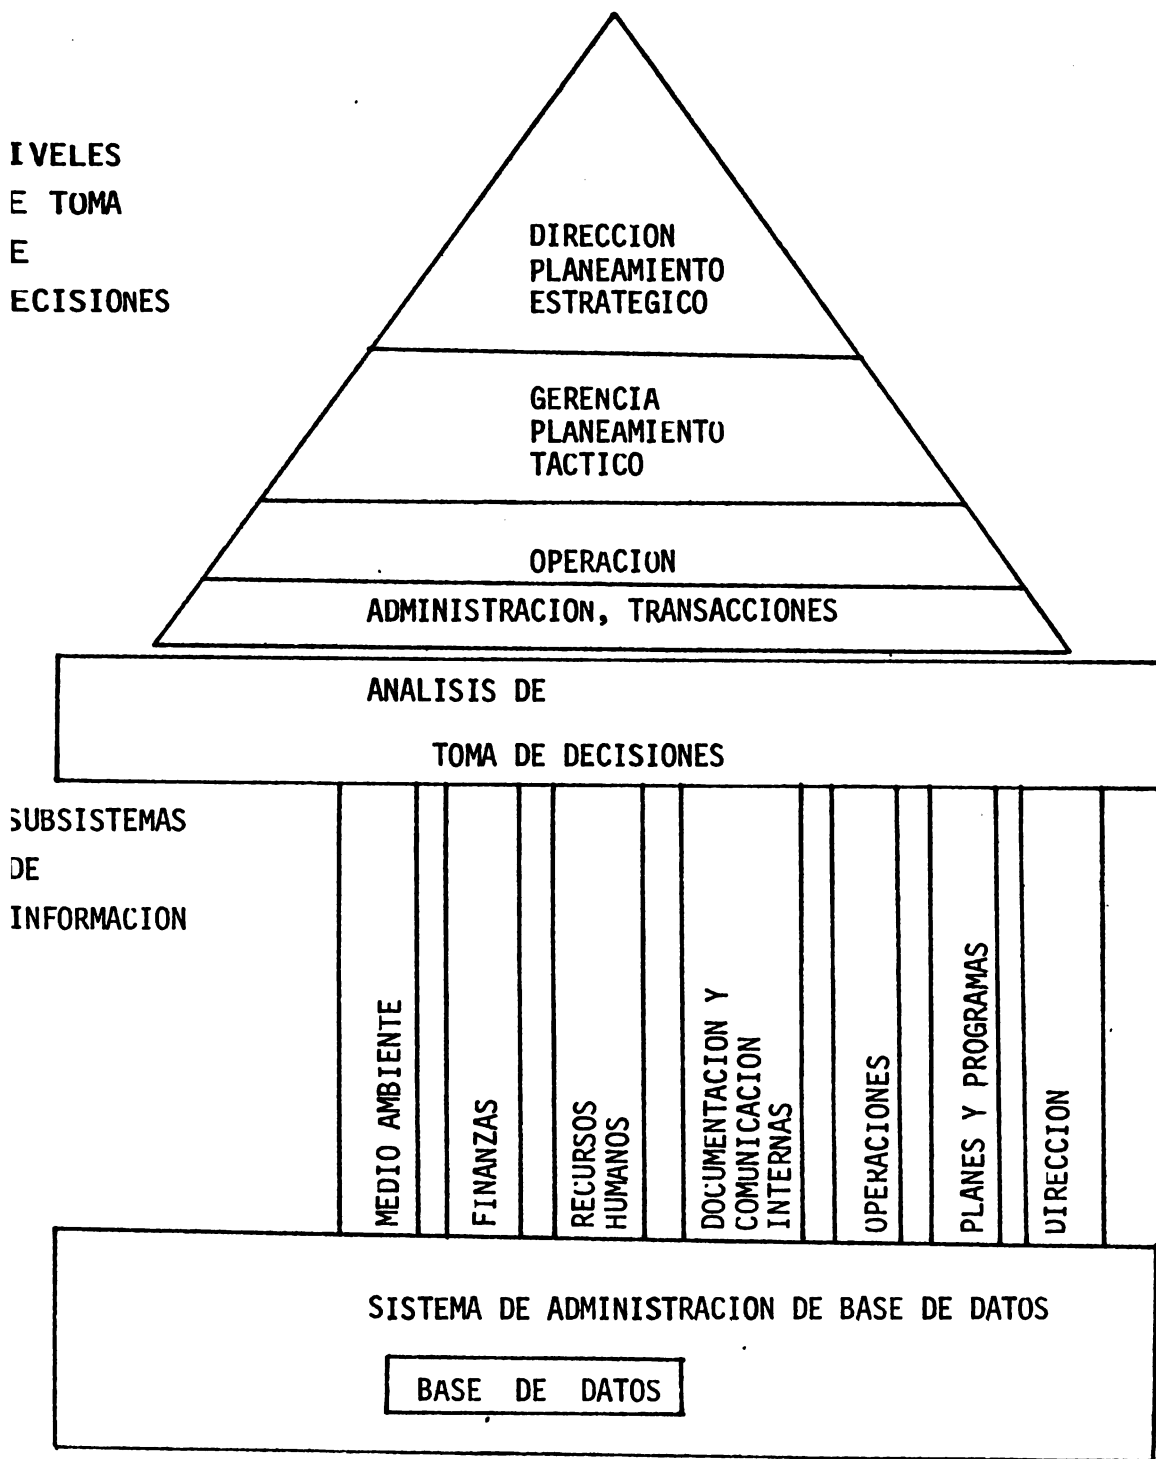 IVELES
E TOMA
E
ECISIONES
DIRECCION
PLANEAMIENTO
ESTRATEGICO
GERENCIA
PLANEAMIENTO
TACTICO
OPERACION
ADMINISTRACION, TRANSACCIONES
ANALISIS DE
TOMA DE DECISIONES
SUBSISTEMAS
DE
INFORMACION
MEDIO AMBIENTE
FINANZAS
RECURSOS
HUMANOS
DOCUMENTACION Y
COMUNICACION
INTERNAS
OPERACIONES
PLANES Y PROGRAMAS
DIRECCION
SISTEMA DE ADMINISTRACION DE BASE DE DATOS
BASE DE DATOS